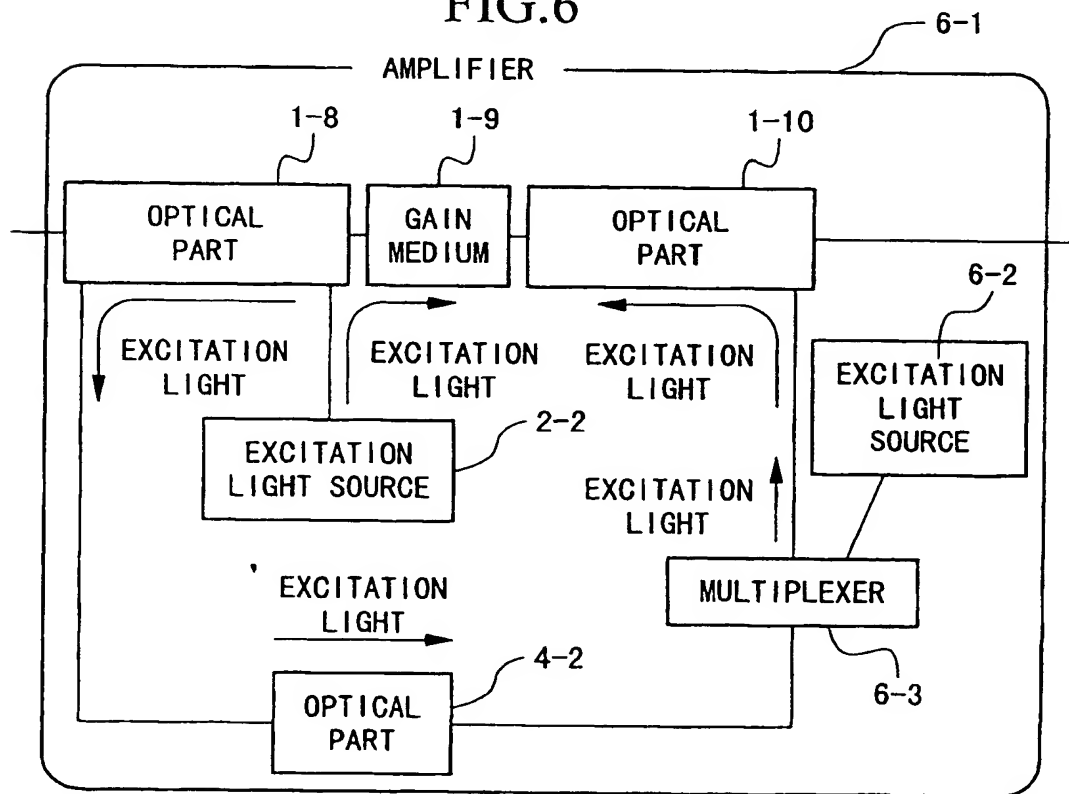 FIG.6
6-1
AMPLIFIER
1-8
1-9
1-10
OPTICAL
PART
GAIN
MEDIUM
OPTICAL
PART
6-2
EXCITATION
LIGHT
EXCITATION
LIGHT
EXCITATION
LIGHT
EXCITATION
LIGHT
SOURCE
2-2
EXCITATION
LIGHT SOURCE
EXCITATION
LIGHT
MULTIPLEXER
EXCITATION
LIGHT
4-2
6-3
OPTICAL
PART